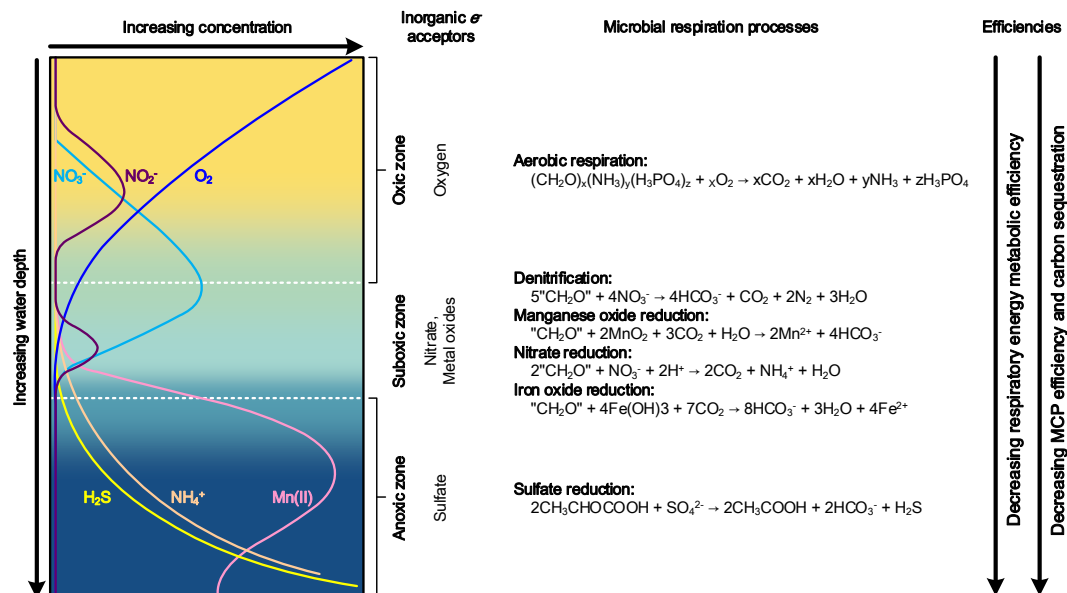 Increasing concentration
Inorganic e-
acceptors
Microbial respiration processes
Efficiencies
Increasing water depth
NO₃⁻
NO₂⁻
O₂
H₂S
NH₄⁺
Mn(II)
Oxic zone
Oxygen
Suboxic zone
Nitrate,
Metal oxides
Anoxic zone
Sulfate
Aerobic respiration:
(CH₂O)x(NH₃)y(H₃PO₄)z + xO₂ → xCO₂ + xH₂O + yNH₃ + zH₃PO₄
Denitrification:
5"CH₂O" + 4NO₃⁻ → 4HCO₃⁻ + CO₂ + 2N₂ + 3H₂O
Manganese oxide reduction:
"CH₂O" + 2MnO₂ + 3CO₂ + H₂O → 2Mn²⁺ + 4HCO₃⁻
Nitrate reduction:
2"CH₂O" + NO₃⁻ + 2H⁺ → 2CO₂ + NH₄⁺ + H₂O
Iron oxide reduction:
"CH₂O" + 4Fe(OH)3 + 7CO₂ → 8HCO₃⁻ + 3H₂O + 4Fe²⁺
Sulfate reduction:
2CH₃CHOCOOH + SO₄²⁻ → 2CH₃COOH + 2HCO₃⁻ + H₂S
Decreasing respiratory energy metabolic efficiency
Decreasing MCP efficiency and carbon sequestration